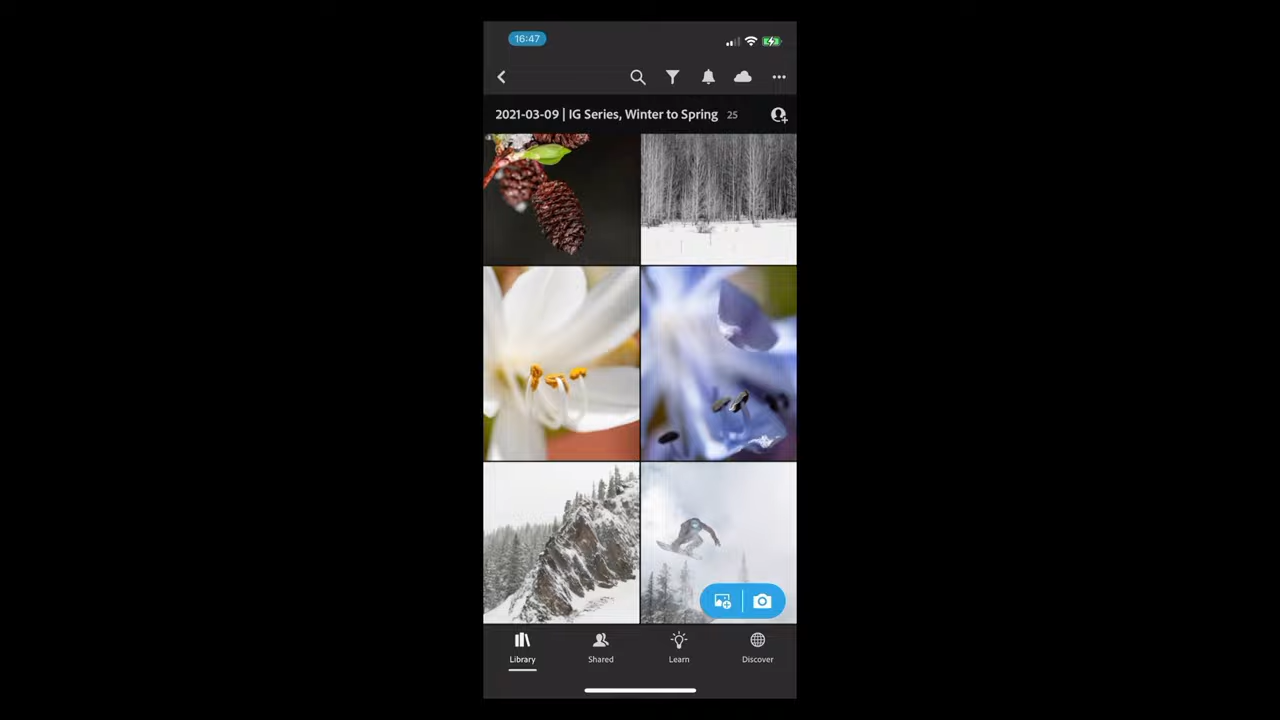 16:47
2021-03-09 | IG Series, Winter to Spring 25
Library Shared Learn Discover